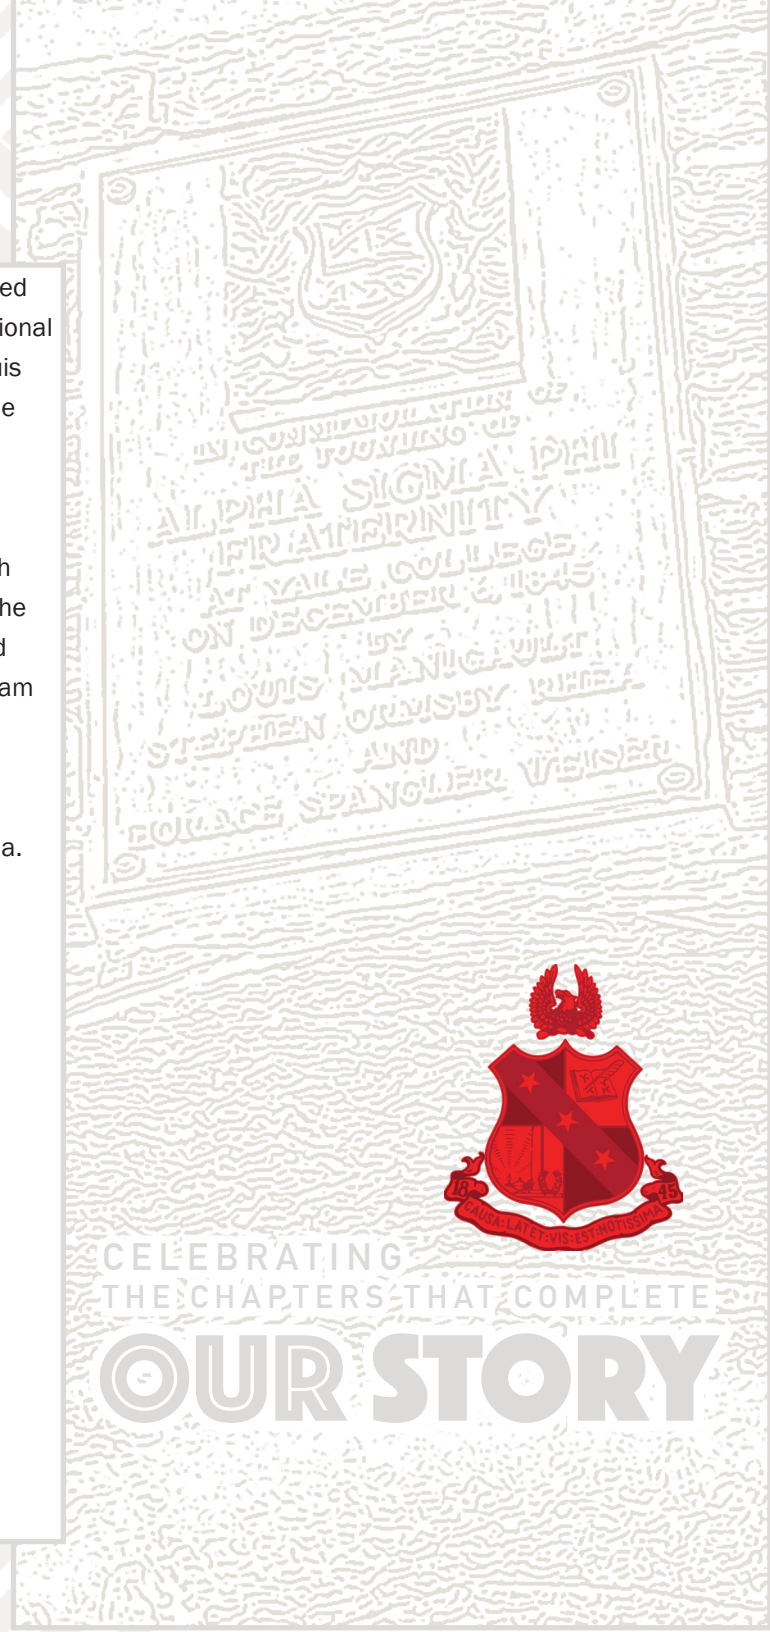 ed
ional
uis
e
h
he
d
am
a.
IN COMMEMORATION OF
THE FOUNDING OF
ALPHA SIGMA PHI
FRATERNITY
AT YALE COLLEGE
ON DECEMBER 6, 1845
BY
LOUIS MANIGAULT
STEPHEN ORMSBY RHEA
AND
HORACE SPANGLER WEISER
18 45
CAUSA:LATET:VIS:EST:NOTISSIMA
CELEBRATING
THE CHAPTERS THAT COMPLETE
OUR STORY